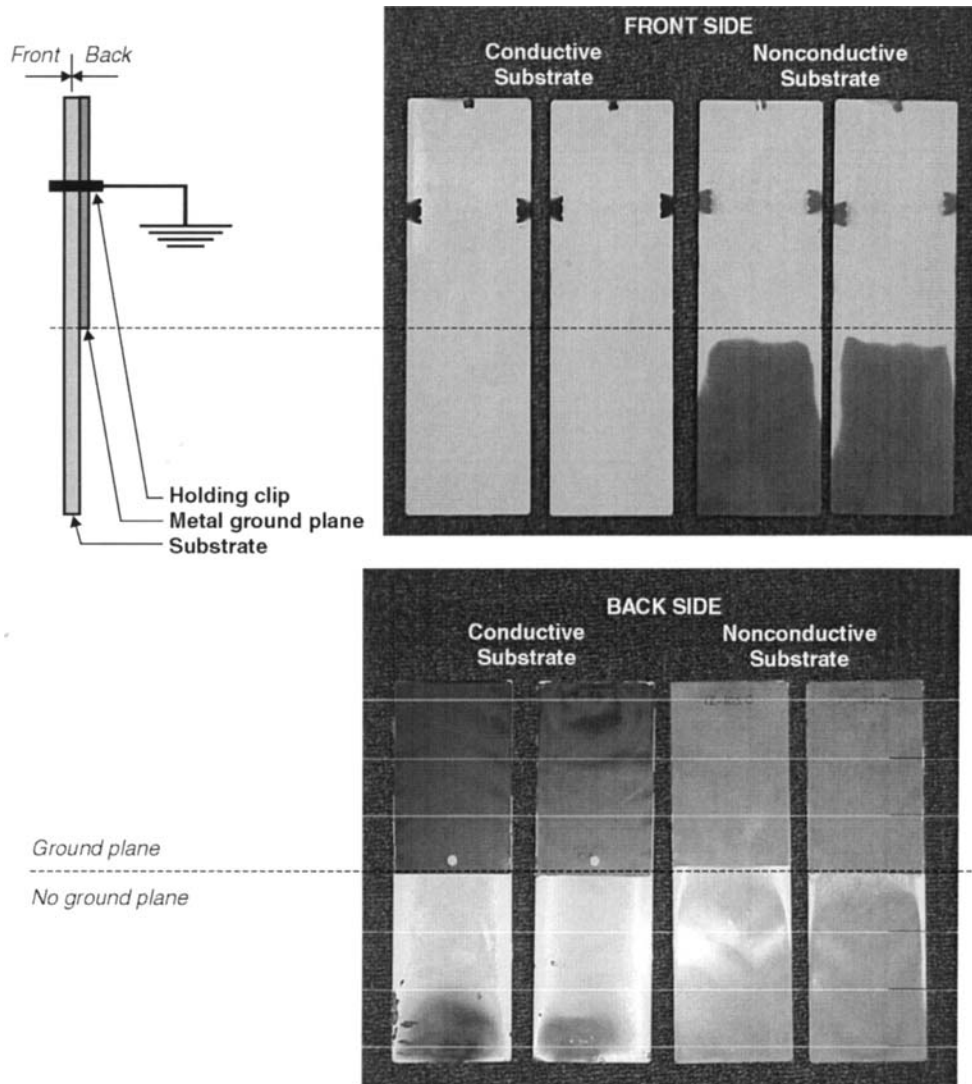 Front
Back
Holding clip
Metal ground plane
Substrate
FRONT SIDE
Conductive
Substrate
Nonconductive
Substrate
BACK SIDE
Conductive
Substrate
Nonconductive
Substrate
Ground plane
No ground plane